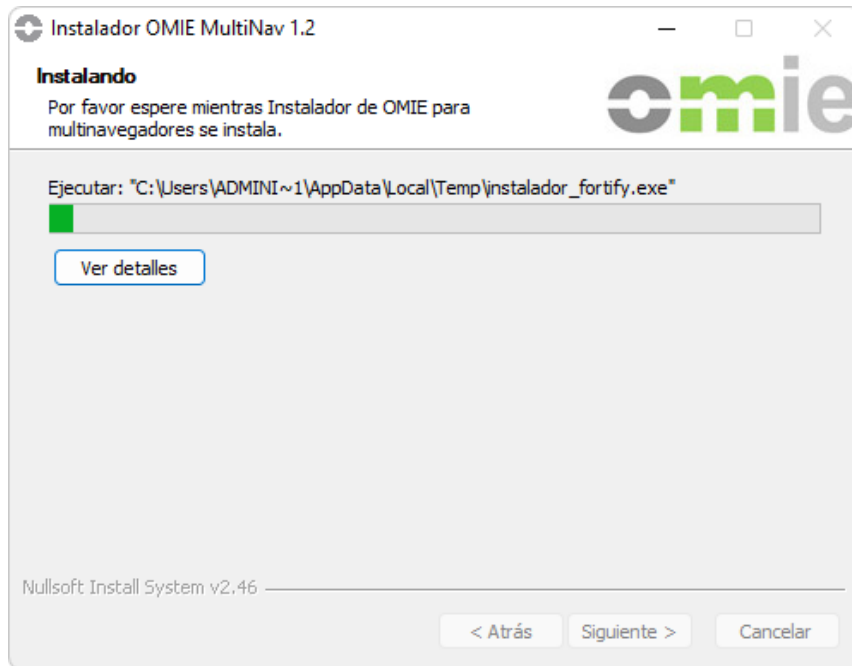 Instalador OMIE MultiNav 1.2
Instalando
Por favor espere mientras Instalador de OMIE para
multinavegadores se instala.
omie
Ejecutar: "C:\Users\ADMINI~1\AppData\Local\Temp\instalador_fortify.exe"
Ver detalles
Nullsoft Install System v2.46
< Atrás
Siguiente >
Cancelar